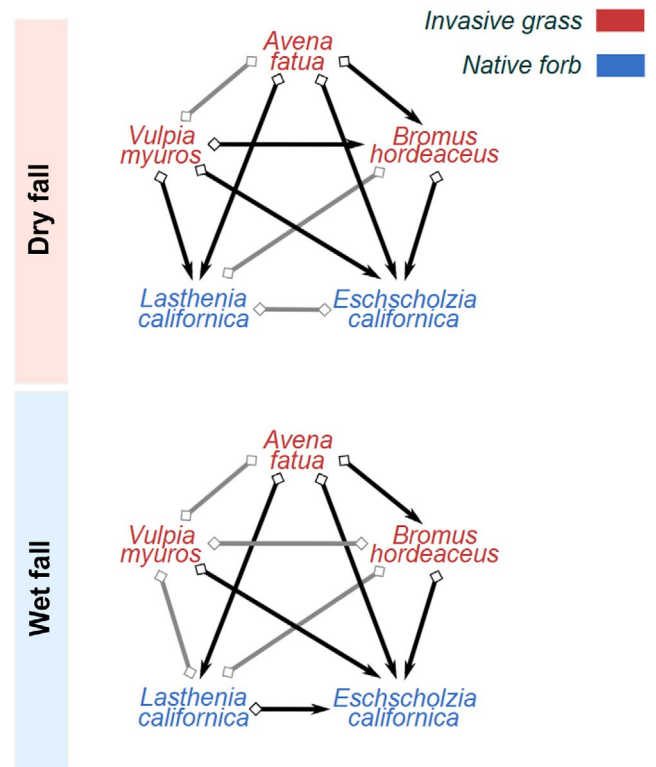 Invasive grass
Native forb
Dry fall
Avena
fatua
Vulpia
myuros
Bromus
hordeaceus
Lasthenia
californica
Eschscholzia
californica
Wet fall
Avena
fatua
Vulpia
myuros
Bromus
hordeaceus
Lasthenia
californica
Eschscholzia
californica